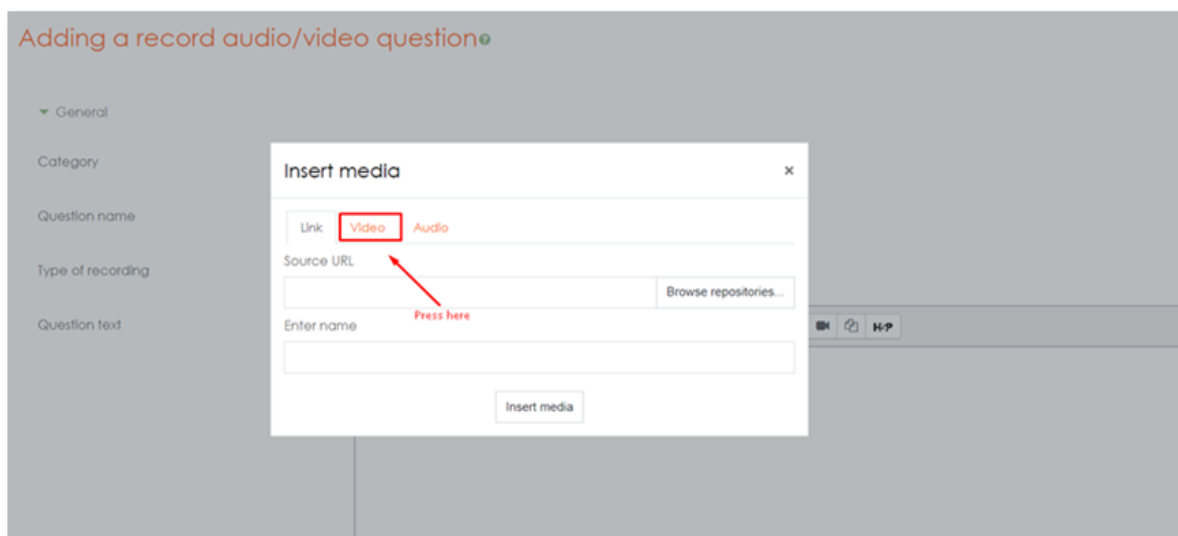 Adding a record audio/video question
General
Category
Insert media
×
Question name
Link Video Audio
Type of recording
Source URL
Browse repositories...
Press here
Question text
Enter name
H-P
Insert media